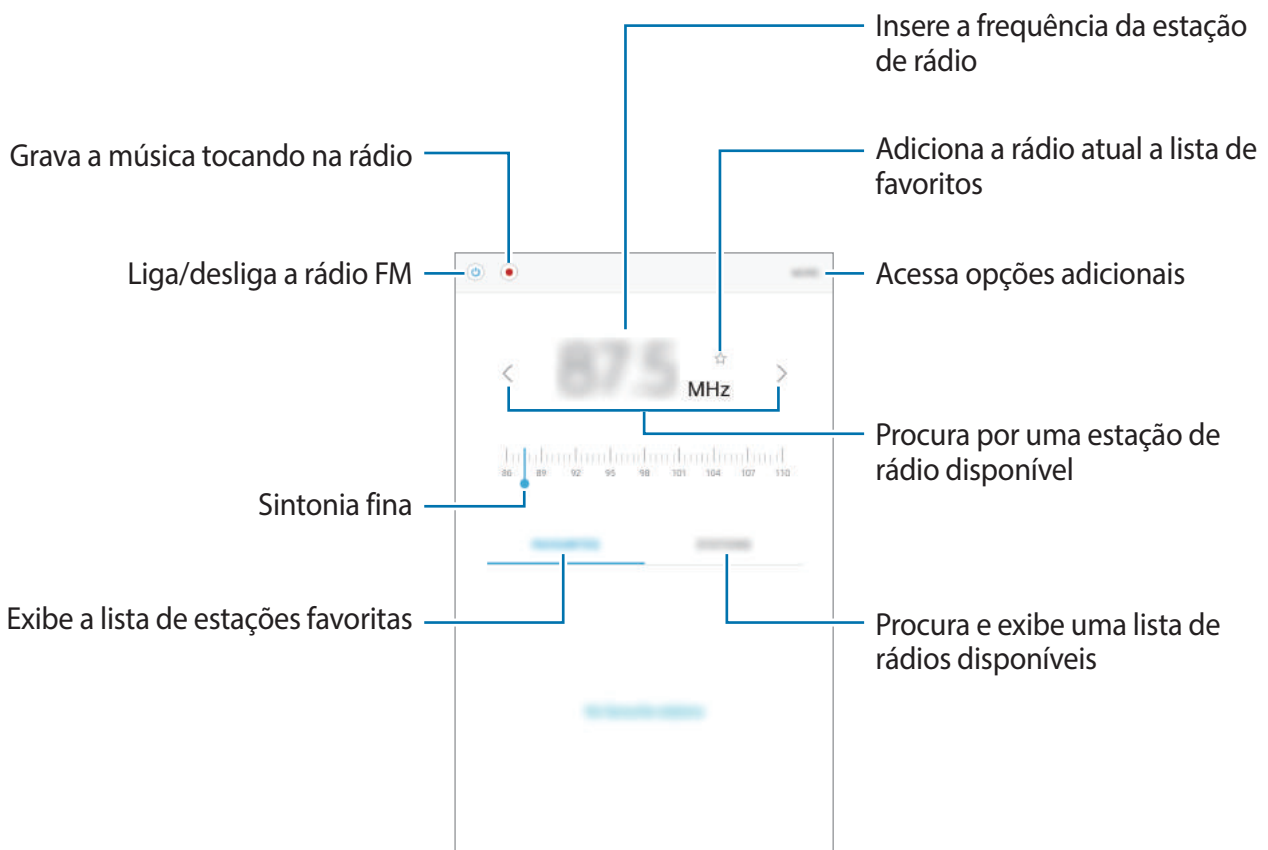 Insere a frequência da estação
de rádio
Grava a música tocando na rádio
Adiciona a rádio atual a lista de
favoritos
Liga/desliga a rádio FM
Acessa opções adicionais
87.5
MHz
Procura por uma estação de
rádio disponível
86 89 92 95 98 101 104 107 110
Sintonia fina
Exibe a lista de estações favoritas
Procura e exibe uma lista de
rádios disponíveis